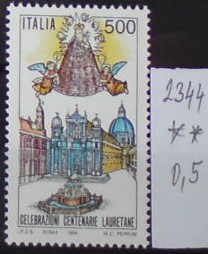 ITALIA 500
2344
**
0,5
CELEBRAZIONI CENTENARIE LAURETANE
I.P.Z.S. - ROMA 1994 M.C. PERRINI